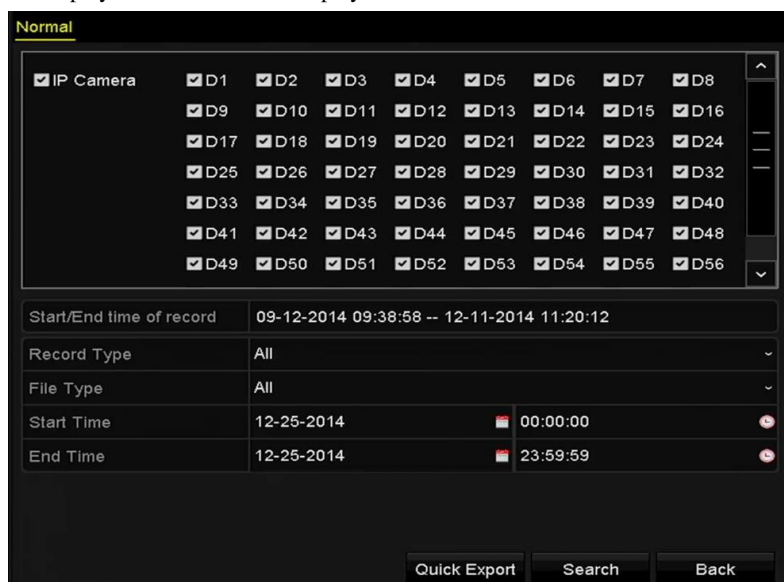 Normal
IP Camera D1 D2 D3 D4 D5 D6 D7 D8
D9 D10 D11 D12 D13 D14 D15 D16
D17 D18 D19 D20 D21 D22 D23 D24
D25 D26 D27 D28 D29 D30 D31 D32
D33 D34 D35 D36 D37 D38 D39 D40
D41 D42 D43 D44 D45 D46 D47 D48
D49 D50 D51 D52 D53 D54 D55 D56
Start/End time of record 09-12-2014 09:38:58 -- 12-11-2014 11:20:12
Record Type All
File Type All
Start Time 12-25-2014 00:00:00
End Time 12-25-2014 23:59:59
Quick Export Search Back